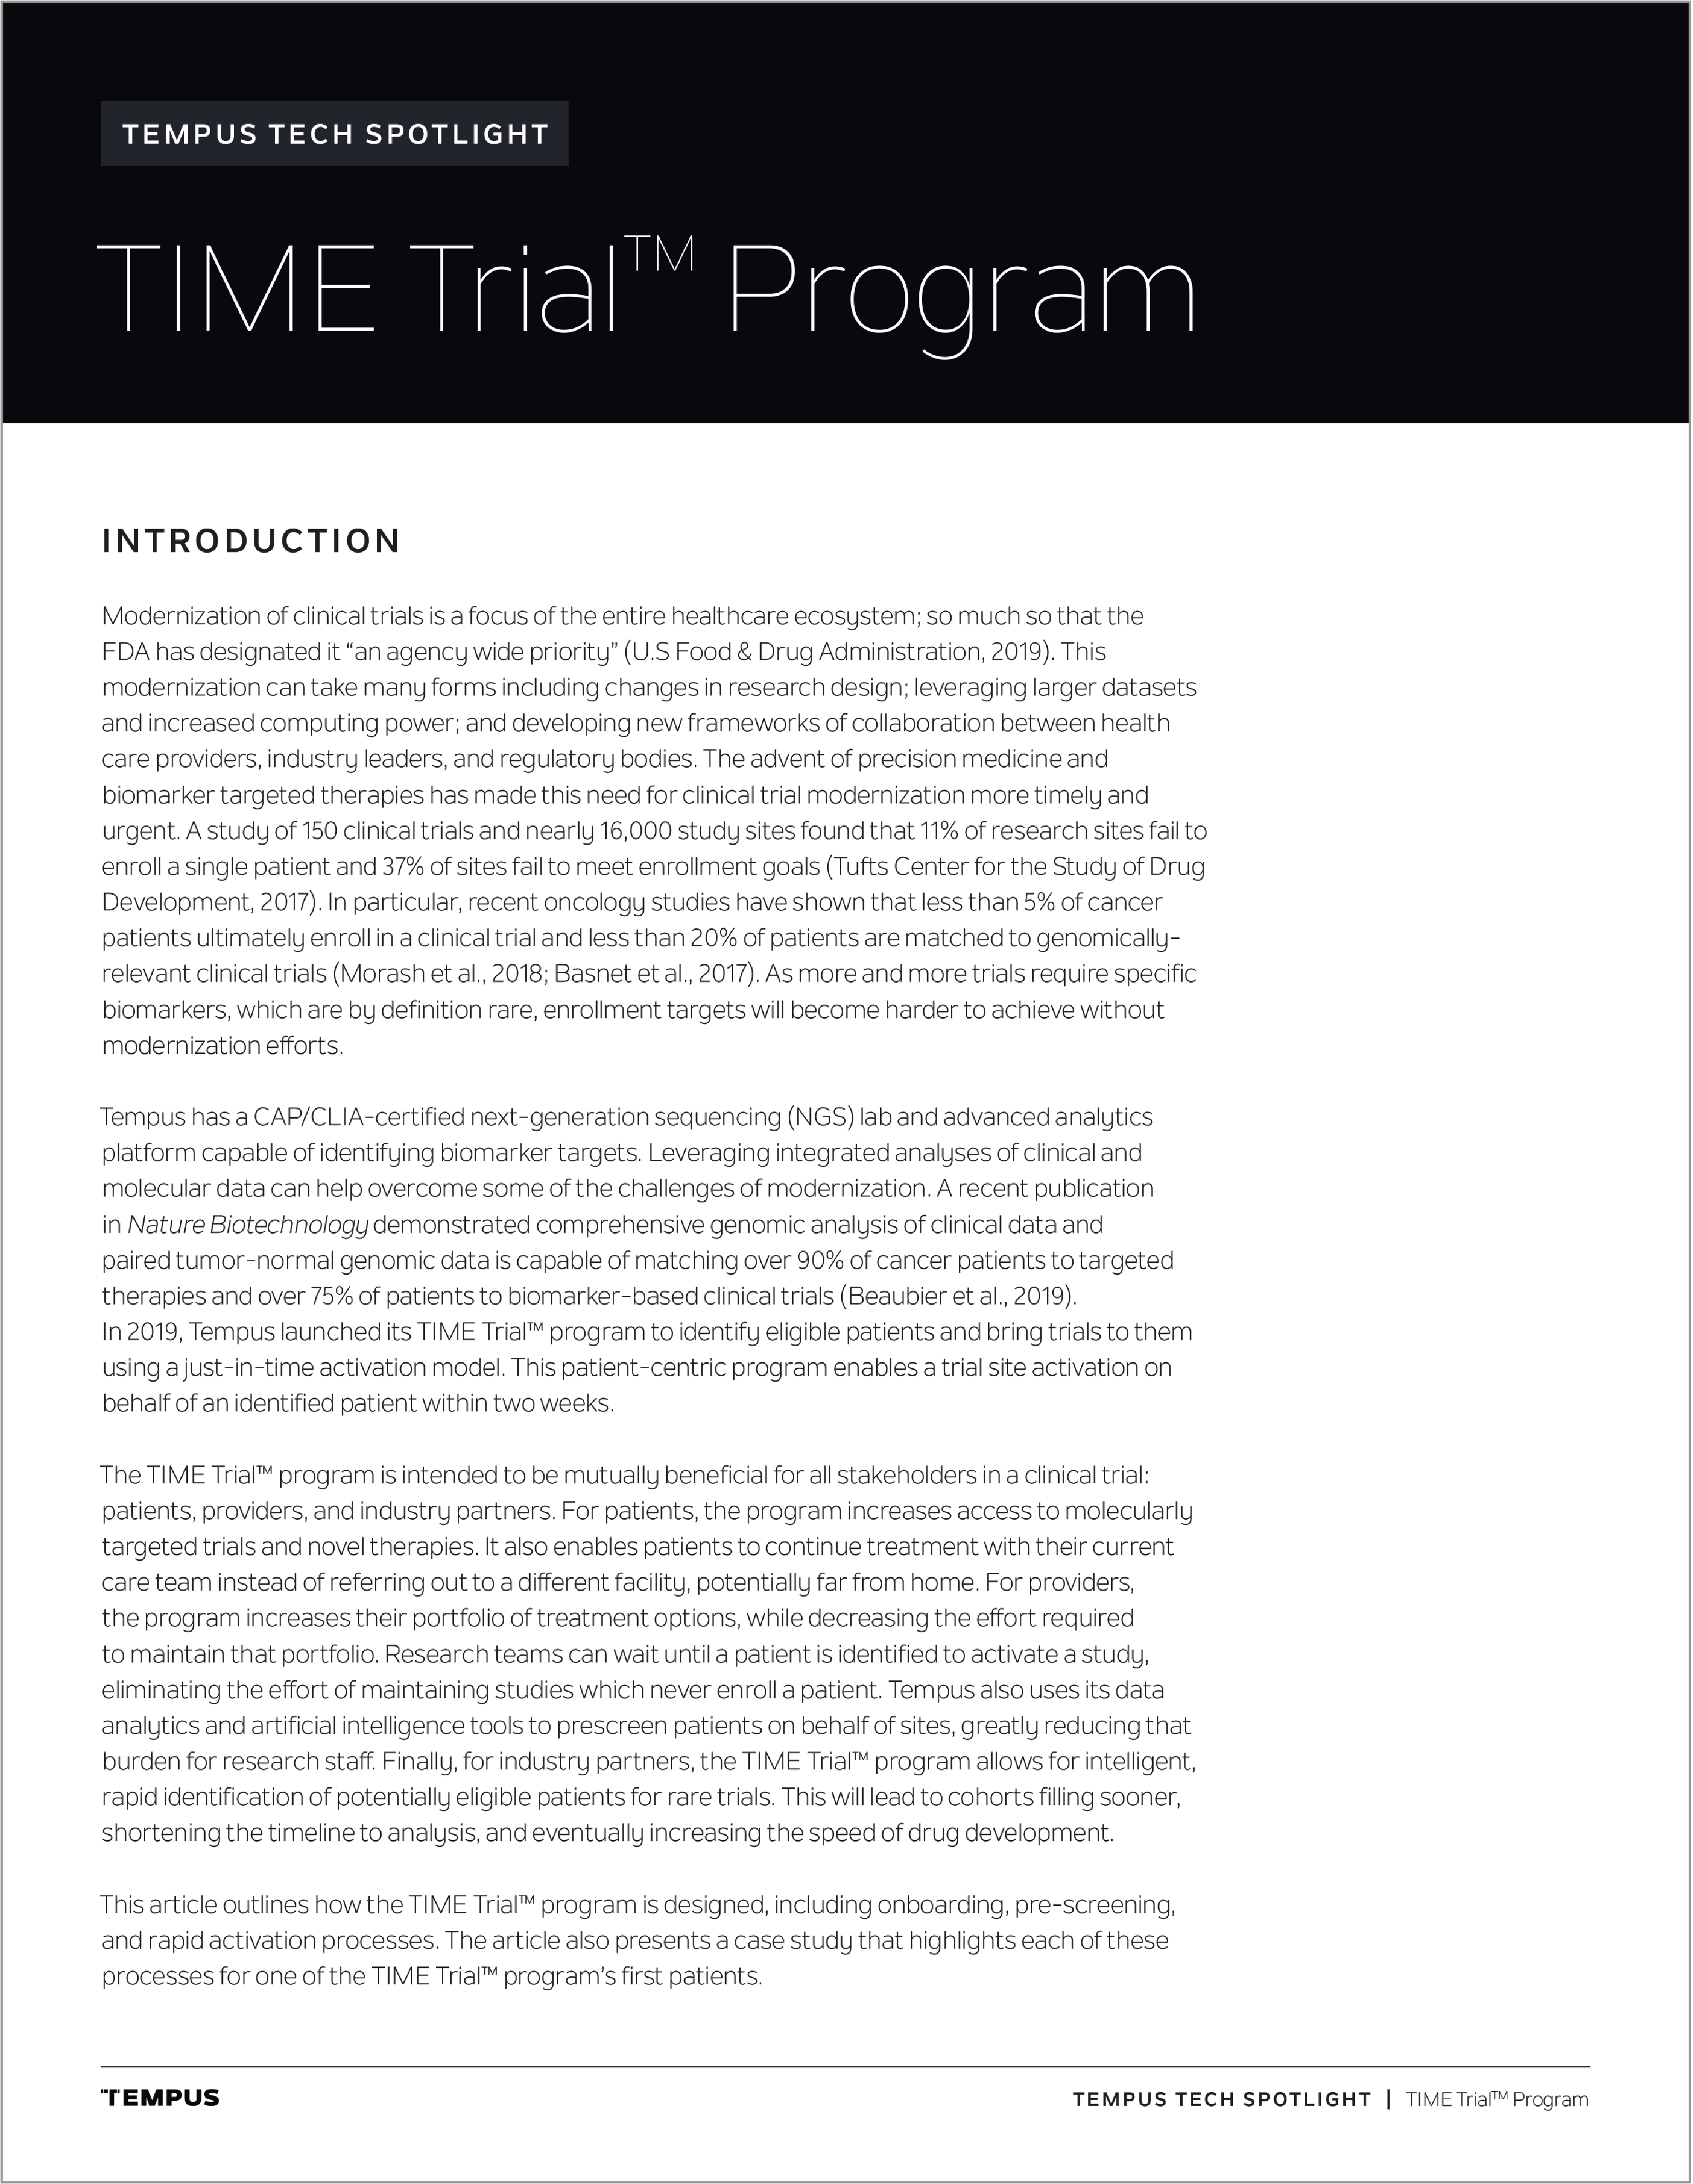 TEMPUS TECH SPOTLIGHT
TIME Trial™ Program
INTRODUCTION
Modernization of clinical trials is a focus of the entire healthcare ecosystem; so much so that the
FDA has designated it “an agency wide priority” (U.S Food & Drug Administration, 2019). This
modernization can take many forms including changes in research design; leveraging larger datasets
and increased computing power; and developing new frameworks of collaboration between health
care providers, industry leaders, and regulatory bodies. The advent of precision medicine and
biomarker targeted therapies has made this need for clinical trial modernization more timely and
urgent. A study of 150 clinical trials and nearly 16,000 study sites found that 11% of research sites fail to
enroll a single patient and 37% of sites fail to meet enrollment goals (Tufts Center for the Study of Drug
Development, 2017). In particular, recent oncology studies have shown that less than 5% of cancer
patients ultimately enroll in a clinical trial and less than 20% of patients are matched to genomically-
relevant clinical trials (Morash et al., 2018; Basnet et al., 2017). As more and more trials require specific
biomarkers, which are by definition rare, enrollment targets will become harder to achieve without
modernization efforts.
Tempus has a CAP/CLIA-certified next-generation sequencing (NGS) lab and advanced analytics
platform capable of identifying biomarker targets. Leveraging integrated analyses of clinical and
molecular data can help overcome some of the challenges of modernization. A recent publication
in Nature Biotechnology demonstrated comprehensive genomic analysis of clinical data and
paired tumor-normal genomic data is capable of matching over 90% of cancer patients to targeted
therapies and over 75% of patients to biomarker-based clinical trials (Beaubier et al., 2019).
In 2019, Tempus launched its TIME Trial™ program to identify eligible patients and bring trials to them
using a just-in-time activation model. This patient-centric program enables a trial site activation on
behalf of an identified patient within two weeks.
The TIME Trial™ program is intended to be mutually beneficial for all stakeholders in a clinical trial:
patients, providers, and industry partners. For patients, the program increases access to molecularly
targeted trials and novel therapies. It also enables patients to continue treatment with their current
care team instead of referring out to a different facility, potentially far from home. For providers,
the program increases their portfolio of treatment options, while decreasing the effort required
to maintain that portfolio. Research teams can wait until a patient is identified to activate a study,
eliminating the effort of maintaining studies which never enroll a patient. Tempus also uses its data
analytics and artificial intelligence tools to prescreen patients on behalf of sites, greatly reducing that
burden for research staff. Finally, for industry partners, the TIME Trial™ program allows for intelligent,
rapid identification of potentially eligible patients for rare trials. This will lead to cohorts filling sooner,
shortening the timeline to analysis, and eventually increasing the speed of drug development.
This article outlines how the TIME Trial™ program is designed, including onboarding, pre-screening,
and rapid activation processes. The article also presents a case study that highlights each of these
processes for one of the TIME Trial™ program’s first patients.
TEMPUS
TEMPUS TECH SPOTLIGHT | TIME Trial™ Program